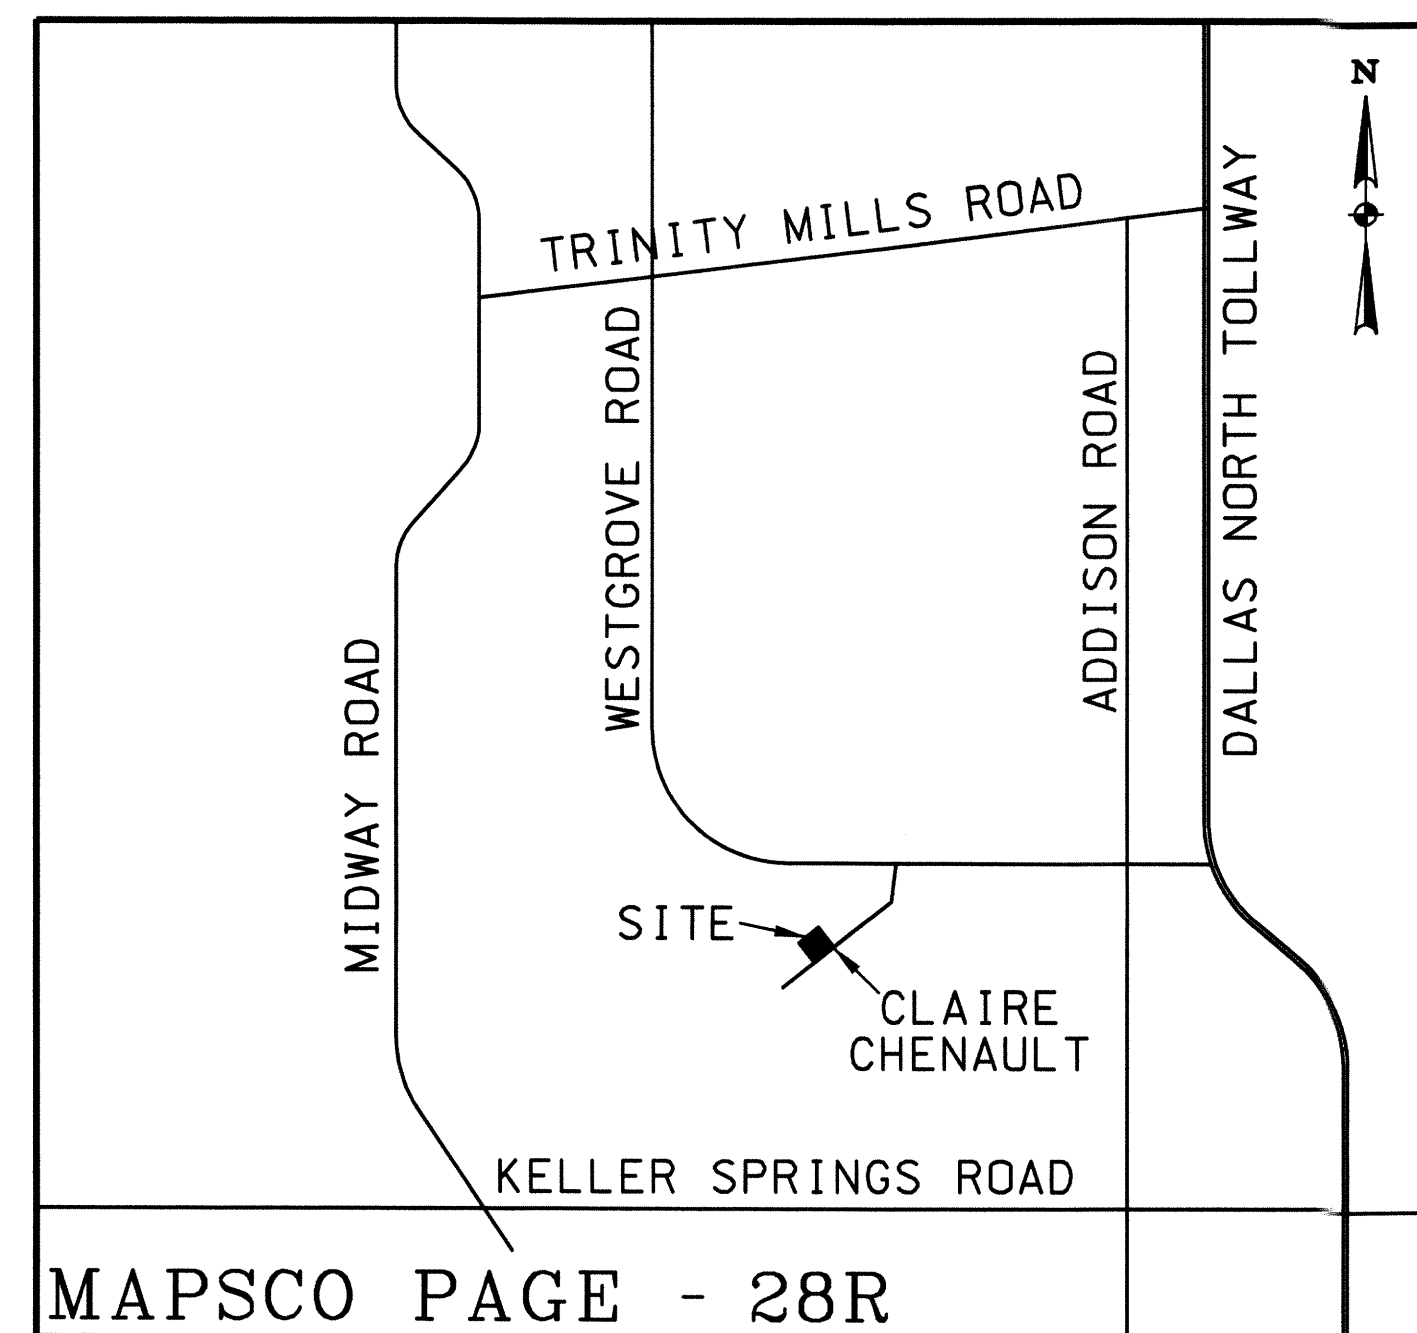 N
TRINITY MILLS ROAD
WESTGROVE ROAD
ADDISON ROAD
DALLAS NORTH TOLLWAY
MIDWAY ROAD
SITE
CLAIRE
CHENAULT
KELLER SPRINGS ROAD
MAPSCO PAGE - 28R